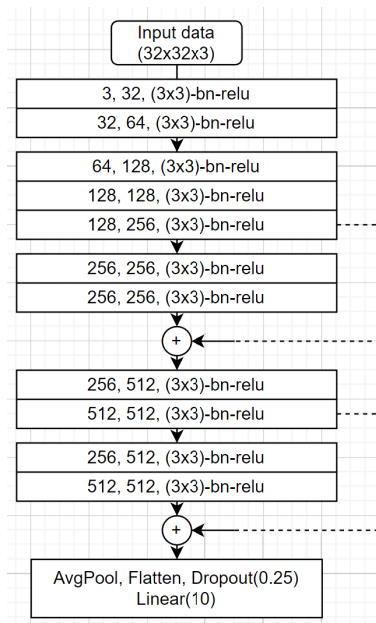 Input data
(32x32x3)
3, 32, (3x3)-bn-relu
32, 64, (3x3)-bn-relu
64, 128, (3x3)-bn-relu
128, 128, (3x3)-bn-relu
128, 256, (3x3)-bn-relu
256, 256, (3x3)-bn-relu
256, 256, (3x3)-bn-relu
+
256, 512, (3x3)-bn-relu
512, 512, (3x3)-bn-relu
256, 512, (3x3)-bn-relu
512, 512, (3x3)-bn-relu
+
AvgPool, Flatten, Dropout(0.25)
Linear(10)